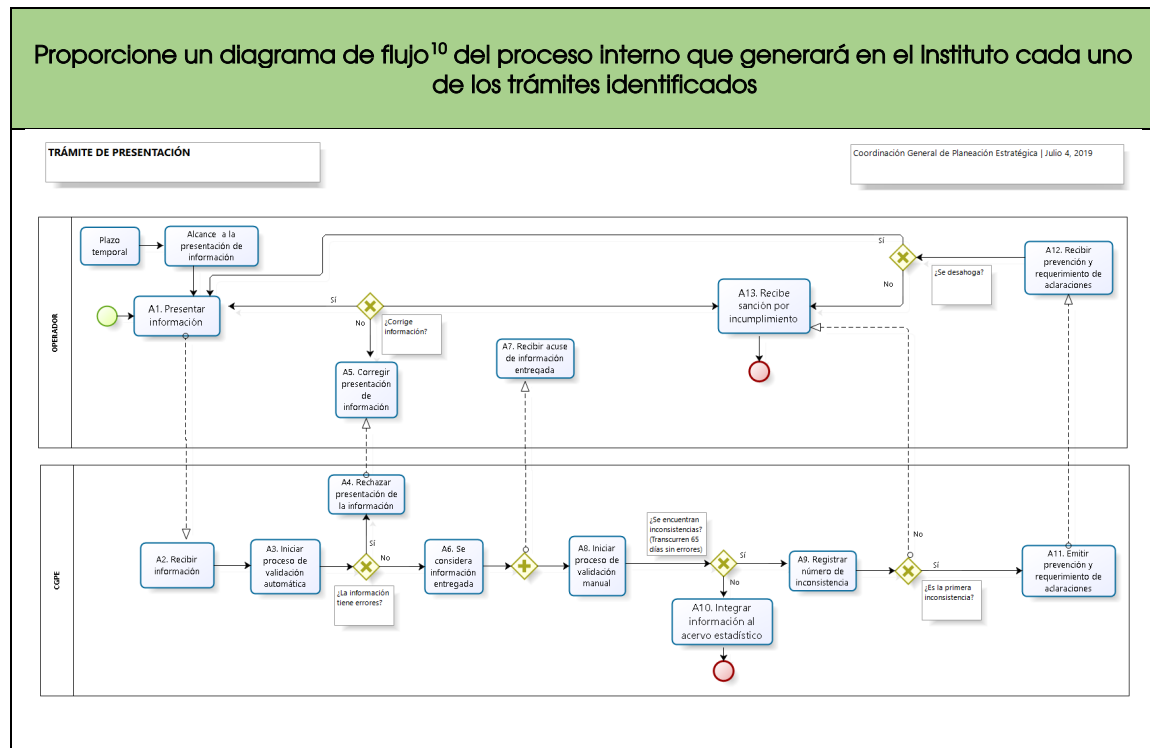 Proporcione un diagrama de flujo¹⁰ del proceso interno que generará en el Instituto cada uno
de los trámites identificados
TRÁMITE DE PRESENTACIÓN
Coordinación General de Planeación Estratégica | Julio 4, 2019
OPERADOR
Plazo
temporal
Alcance a la
presentación de
información
A1. Presentar
información
Sí
No
¿Corrige
información?
A5. Corregir
presentación
de
información
A7. Recibir acuse
de información
entregada
A13. Recibe
sanción por
incumplimiento
Sí
No
¿Se desahoga?
A12. Recibir
prevención y
requerimiento de
aclaraciones
CGPE
A2. Recibir
información
A3. Iniciar
proceso de
validación
automática
A4. Rechazar
presentación de
la información
Sí
No
¿La información
tiene errores?
A6. Se
considera
información
entregada
A8. Iniciar
proceso de
validación
manual
¿Se encuentran
inconsistencias?
(Transcurren 65
días sin errores)
Sí
No
A10. Integrar
información al
acervo estadístico
A9. Registrar
número de
inconsistencia
No
Sí
¿Es la primera
inconsistencia?
A11. Emitir
prevención y
requerimiento de
aclaraciones